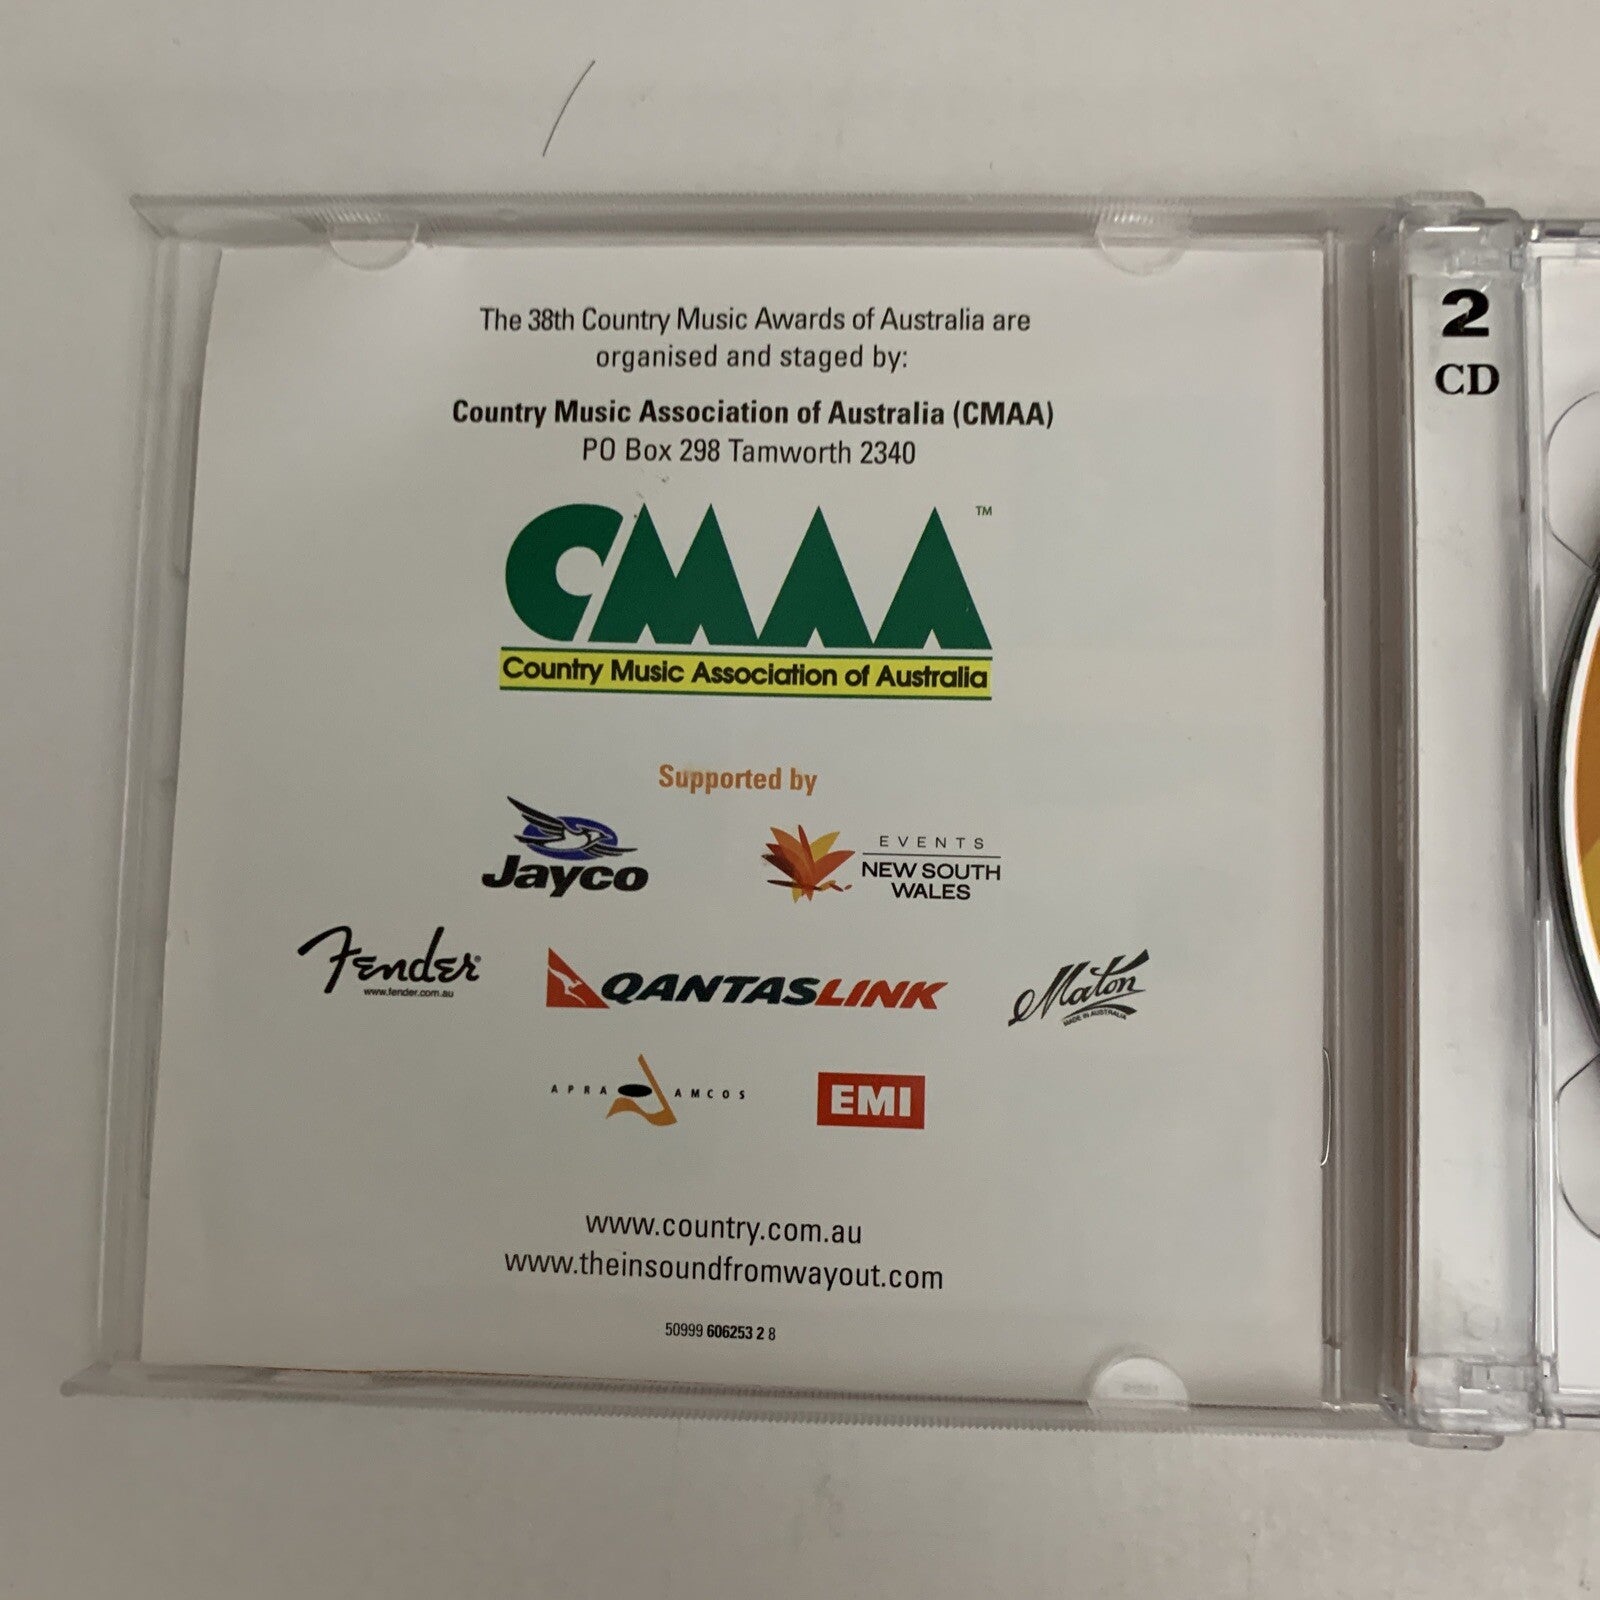 The 38th Country Music Awards of Australia are
organised and staged by:
Country Music Association of Australia (CMAA)
PO Box 298 Tamworth 2340
CMAA TM
Country Music Association of Australia
Supported by
Jayco
EVENTS
NEW SOUTH
WALES
Fender
www.fender.com.au
QANTASLINK
Maton
MADE IN AUSTRALIA
APRA AMCOS
EMI
www.country.com.au
www.theinsoundfromwayout.com
50999 606253 2 8
2
CD